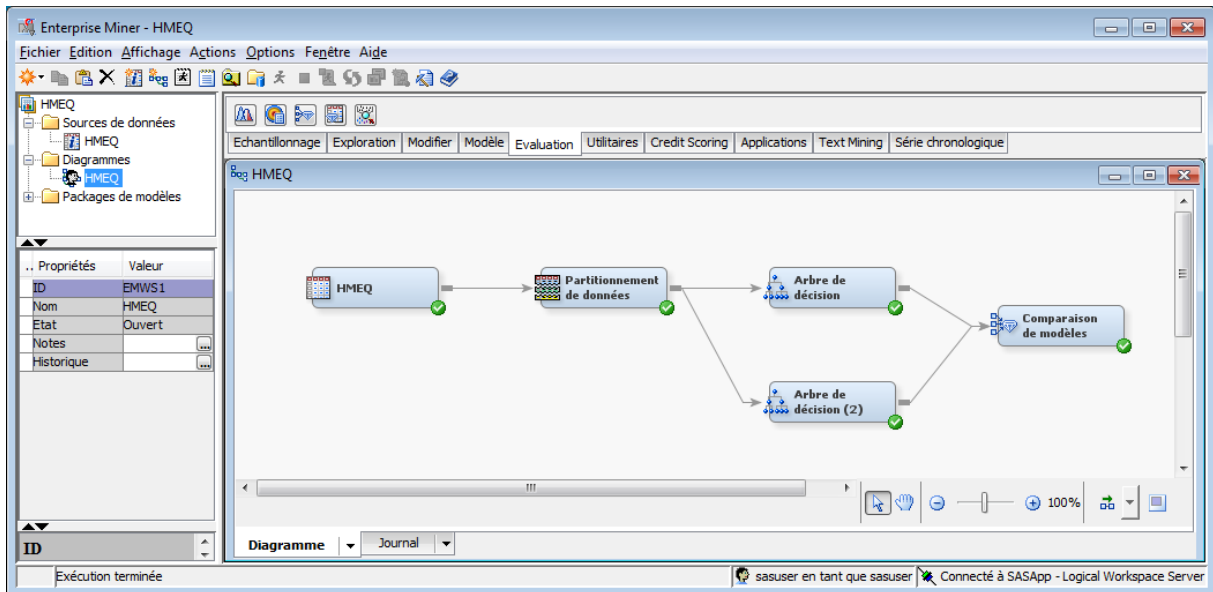 Enterprise Miner - HMEQ
Fichier Edition Affichage Actions Options Fenêtre Aide
HMEQ
Sources de données
HMEQ
Diagrammes
HMEQ
Packages de modèles
.. Propriétés Valeur
ID EMWS1
Nom HMEQ
Etat Ouvert
Notes ...
Historique ...
ID
Echantillonnage Exploration Modifier Modèle Evaluation Utilitaires Credit Scoring Applications Text Mining Série chronologique
HMEQ
HMEQ
Partitionnement
de données
Arbre de
décision
Arbre de
décision (2)
Comparaison
de modèles
100%
Diagramme Journal
Exécution terminée
sasuser en tant que sasuser Connecté à SASApp - Logical Workspace Server